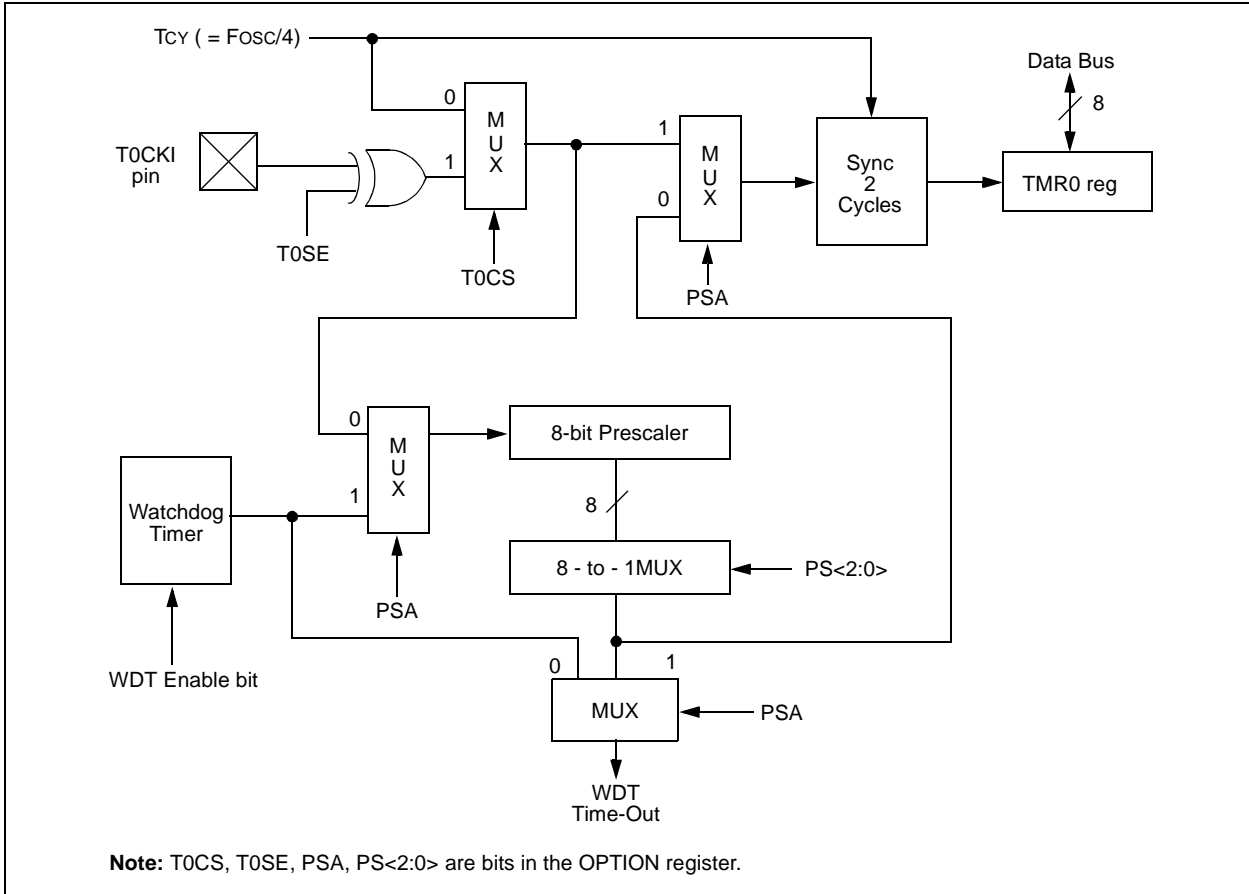 TCY ( = FOSC/4)
Data Bus
8
0
M
U
X
1
T0CKI
pin
T0SE
T0CS
1
M
U
X
0
PSA
Sync
2
Cycles
TMR0 reg
0
M
U
X
1
PSA
8-bit Prescaler
8
Watchdog
Timer
8 - to - 1MUX
PS<2:0>
WDT Enable bit
0
1
MUX
PSA
WDT
Time-Out
Note: T0CS, T0SE, PSA, PS<2:0> are bits in the OPTION register.